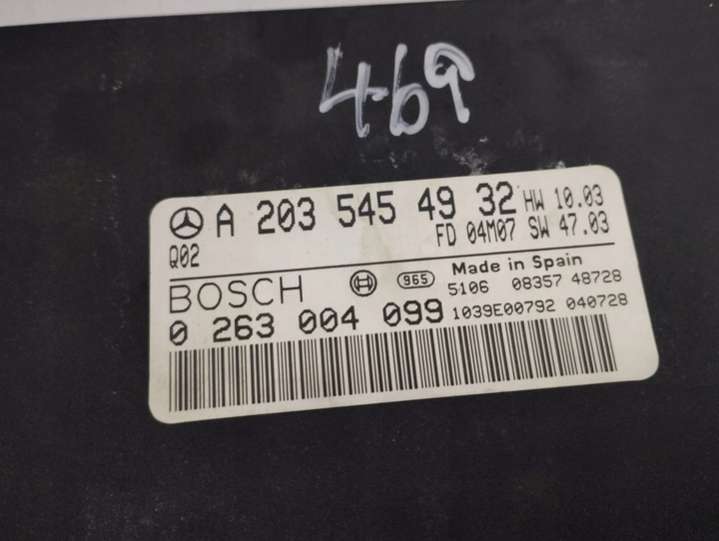 469
A 203 545 49 32 HW 10.03
Q02 FD 04M07 SW 47.03
BOSCH 965 Made in Spain
5106 08357 48728
0 263 004 099 1039E00792 040728